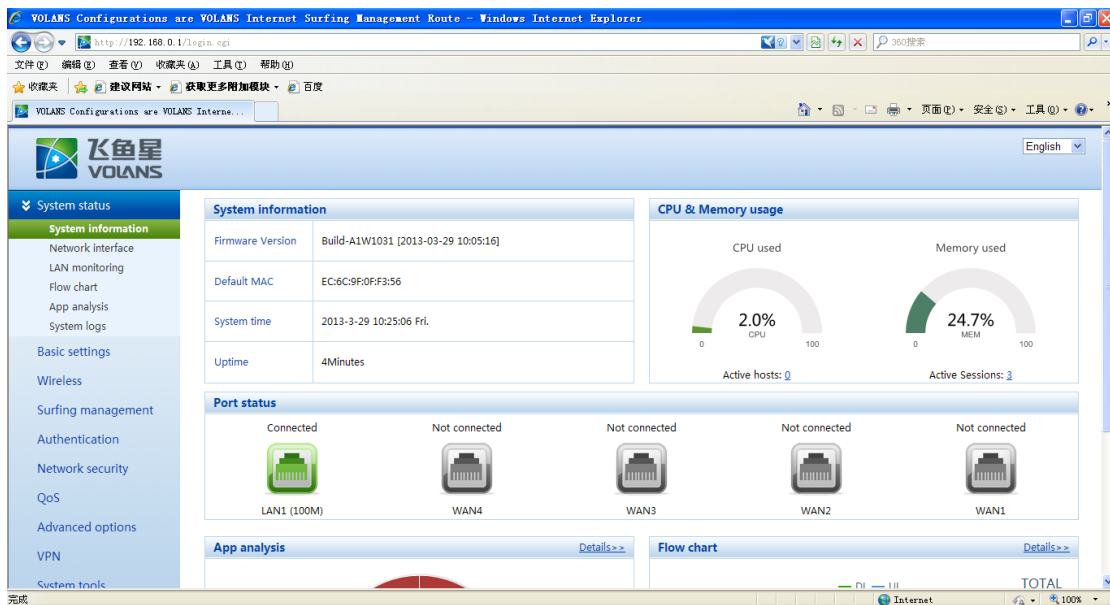 VOLANS Configurations are VOLANS Internet Surfing Management Route - Windows Internet Explorer
http://192.168.0.1/login.cgi
360搜索
文件(F) 编辑(E) 查看(V) 收藏夹(A) 工具(T) 帮助(H)
收藏夹 建议网站 获取更多附加模块 百度
VOLANS Configurations are VOLANS Interne...
页面(P) 安全(S) 工具(O)
飞鱼星
VOLANS
English
System status
System information
Network interface
LAN monitoring
Flow chart
App analysis
System logs
Basic settings
Wireless
Surfing management
Authentication
Network security
QoS
Advanced options
VPN
System tools
System information
Firmware Version Build-A1W1031 [2013-03-29 10:05:16]
Default MAC EC:6C:9F:0F:F3:56
System time 2013-3-29 10:25:06 Fri.
Uptime 4Minutes
CPU & Memory usage
CPU used Memory used
2.0% 24.7%
CPU MEM
0 100 0 100
Active hosts: 0 Active Sessions: 3
Port status
Connected Not connected Not connected Not connected Not connected
LAN1 (100M) WAN4 WAN3 WAN2 WAN1
App analysis Details>>
Flow chart Details>>
DL UL TOTAL
完成 Internet 100%